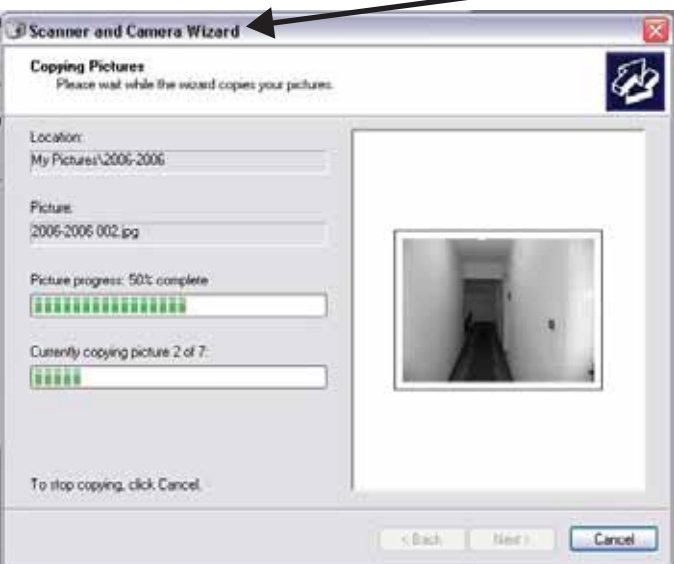 Scanner and Camera Wizard
Copying Pictures
Please wait while the wizard copies your pictures.
Location:
My Pictures\2006-2006
Picture:
2006-2006 002.jpg
Picture progress: 50% complete
Currently copying picture 2 of 7:
To stop copying, click Cancel.
< Back
Next >
Cancel